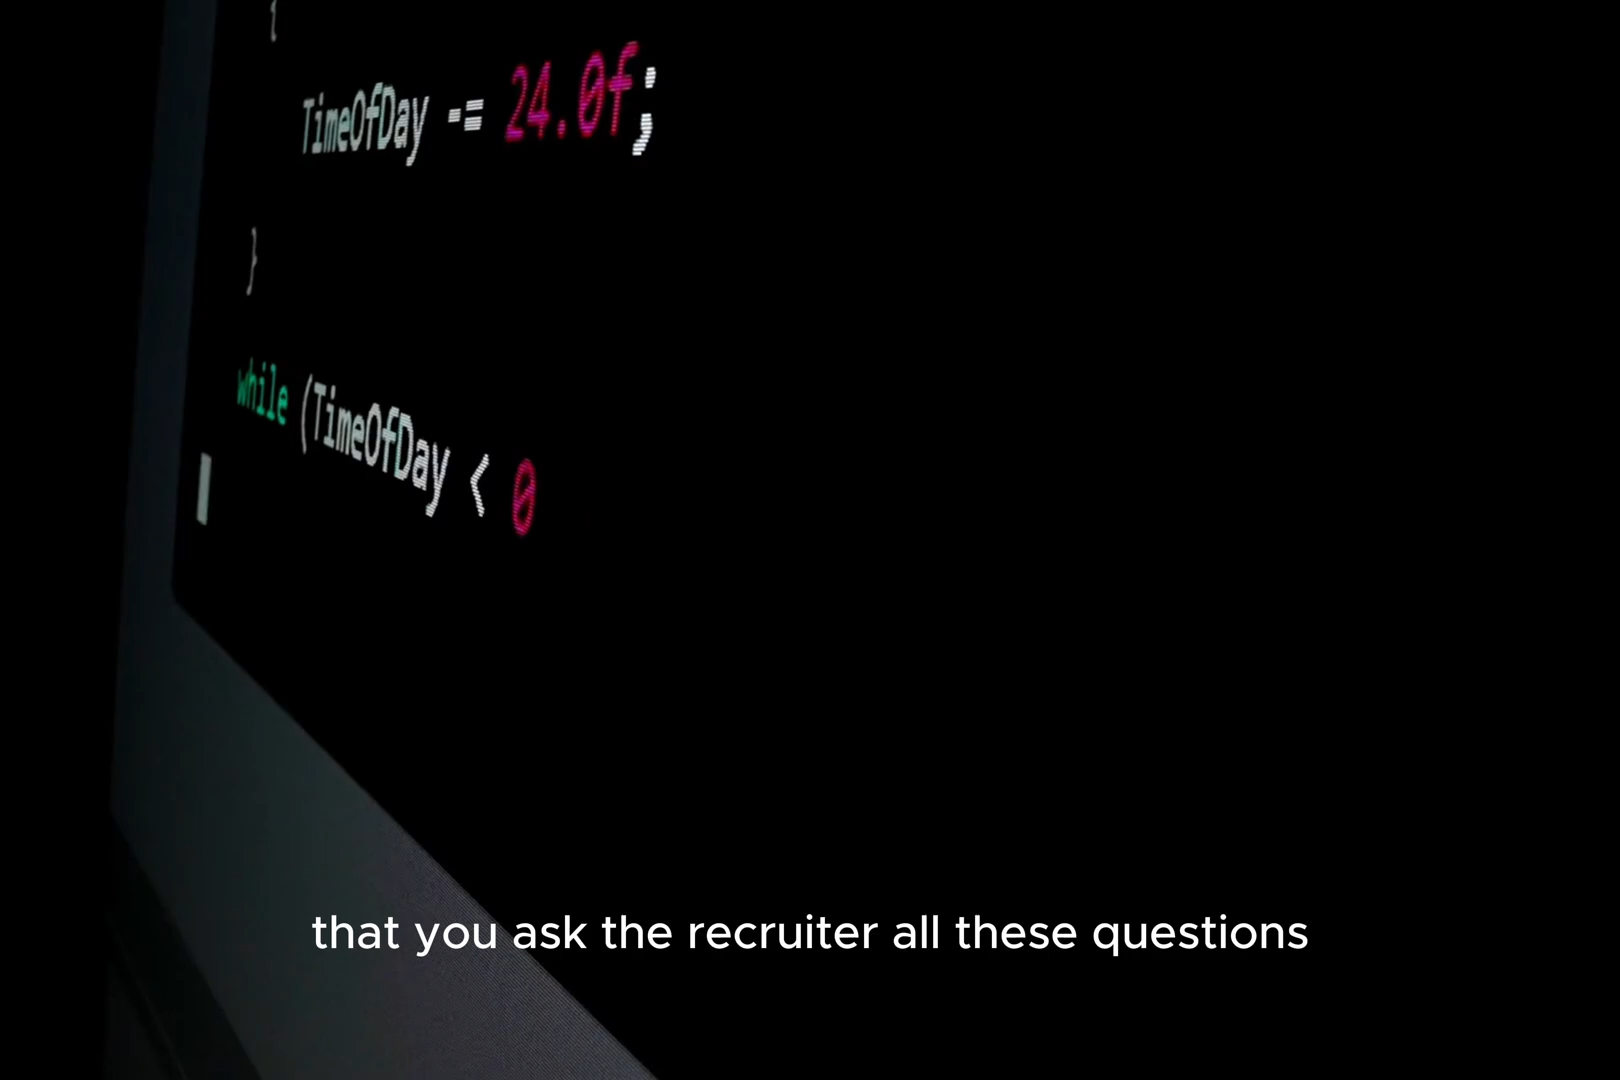 {
TimeOfDay -= 24.0f;
}
while (TimeOfDay < 0
that you ask the recruiter all these questions